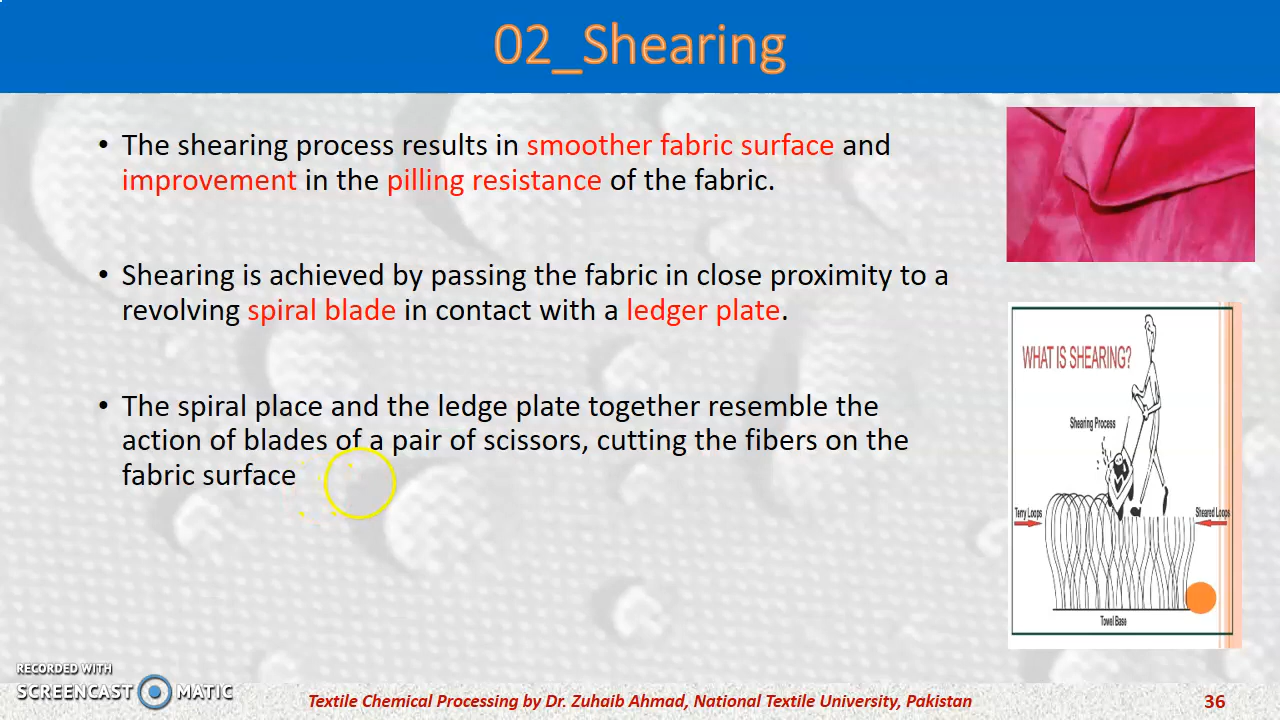 02_Shearing
• The shearing process results in smoother fabric surface and
improvement in the pilling resistance of the fabric.
• Shearing is achieved by passing the fabric in close proximity to a
revolving spiral blade in contact with a ledger plate.
• The spiral place and the ledge plate together resemble the
action of blades of a pair of scissors, cutting the fibers on the
fabric surface
WHAT IS SHEARING?
Shearing Process
Terry Loops
Sheared Loops
Towel Base
RECORDED WITH
SCREENCAST MATIC
Textile Chemical Processing by Dr. Zuhaib Ahmad, National Textile University, Pakistan
36